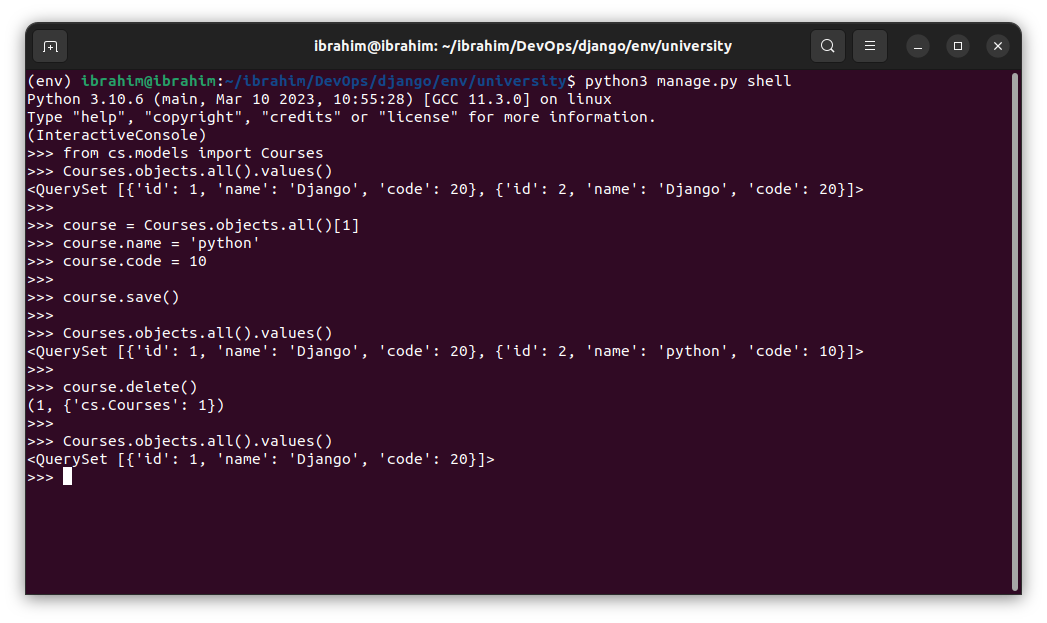 ibrahim@ibrahim: ~/ibrahim/DevOps/django/env/university
(env) ibrahim@ibrahim:~/ibrahim/DevOps/django/env/university$ python3 manage.py shell
Python 3.10.6 (main, Mar 10 2023, 10:55:28) [GCC 11.3.0] on linux
Type "help", "copyright", "credits" or "license" for more information.
(InteractiveConsole)
>>> from cs.models import Courses
>>> Courses.objects.all().values()
<QuerySet [{'id': 1, 'name': 'Django', 'code': 20}, {'id': 2, 'name': 'Django', 'code': 20}]>
>>>
>>> course = Courses.objects.all()[1]
>>> course.name = 'python'
>>> course.code = 10
>>>
>>> course.save()
>>>
>>> Courses.objects.all().values()
<QuerySet [{'id': 1, 'name': 'Django', 'code': 20}, {'id': 2, 'name': 'python', 'code': 10}]>
>>>
>>> course.delete()
(1, {'cs.Courses': 1})
>>>
>>> Courses.objects.all().values()
<QuerySet [{'id': 1, 'name': 'Django', 'code': 20}]>
>>>